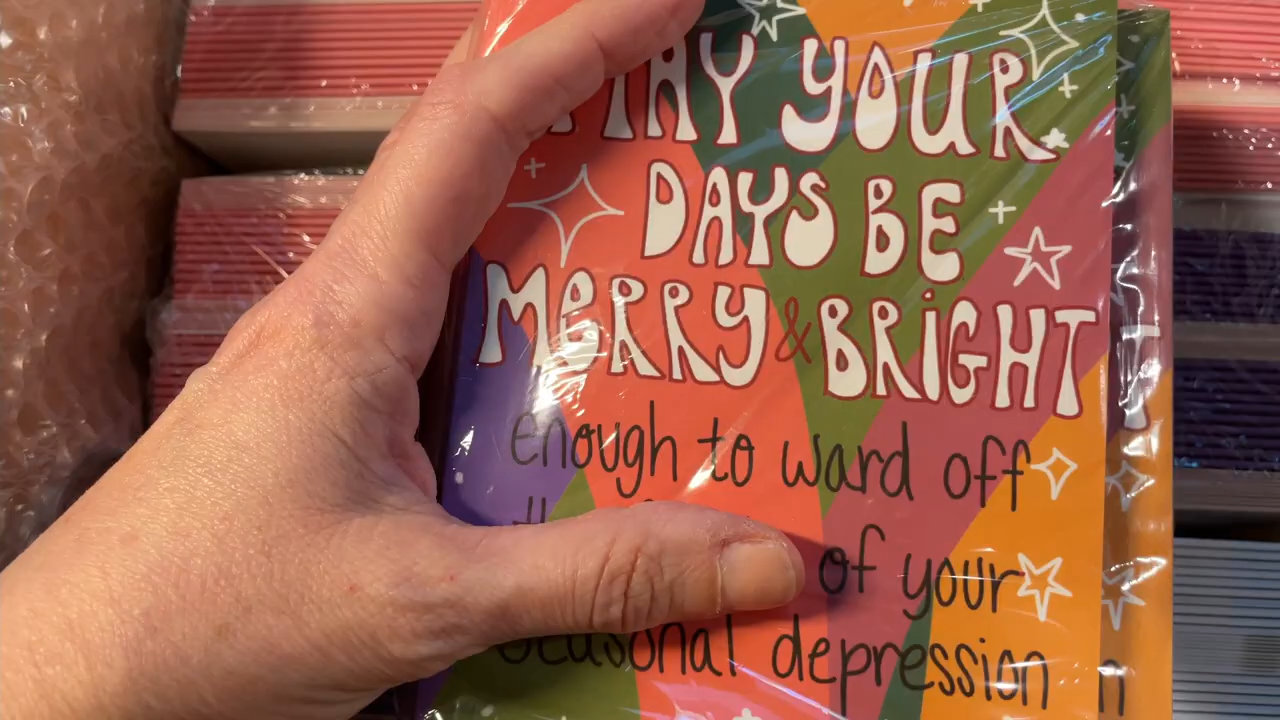 MAY YOUR
DAYS BE
MERRY & BRIGHT
enough to ward off
of your
seasonal depression
n